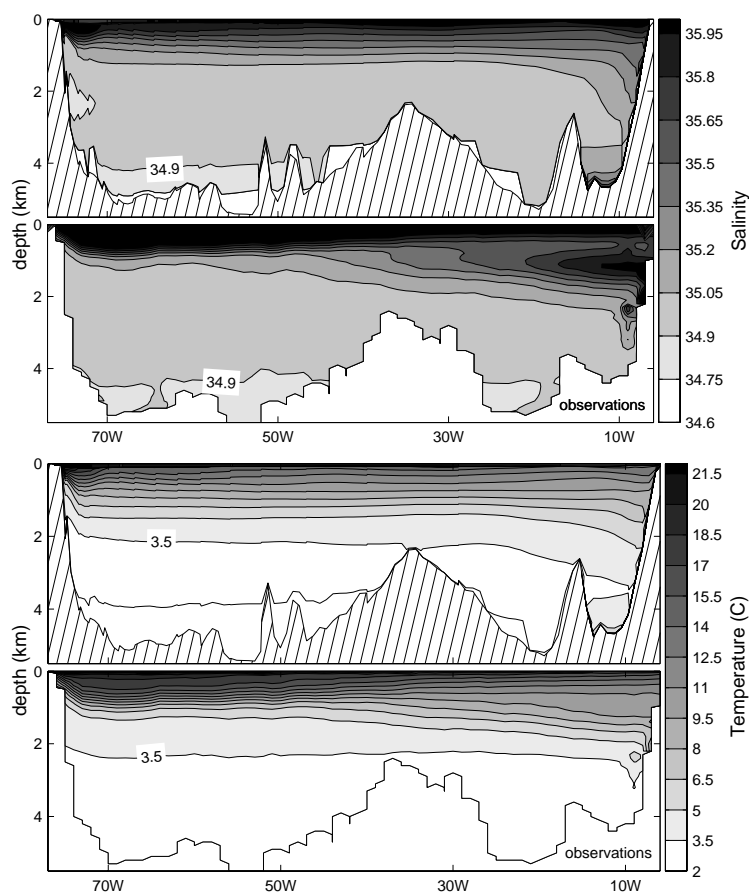 0
2
4
34.9
depth (km)
0
2
4
34.9
observations
70W
50W
30W
10W
35.95
35.8
35.65
35.5
35.35
35.2
35.05
34.9
34.75
34.6
Salinity
0
2
4
3.5
depth (km)
0
2
4
3.5
observations
70W
50W
30W
10W
21.5
20
18.5
17
15.5
14
12.5
11
9.5
8
6.5
5
3.5
2
Temperature (C)